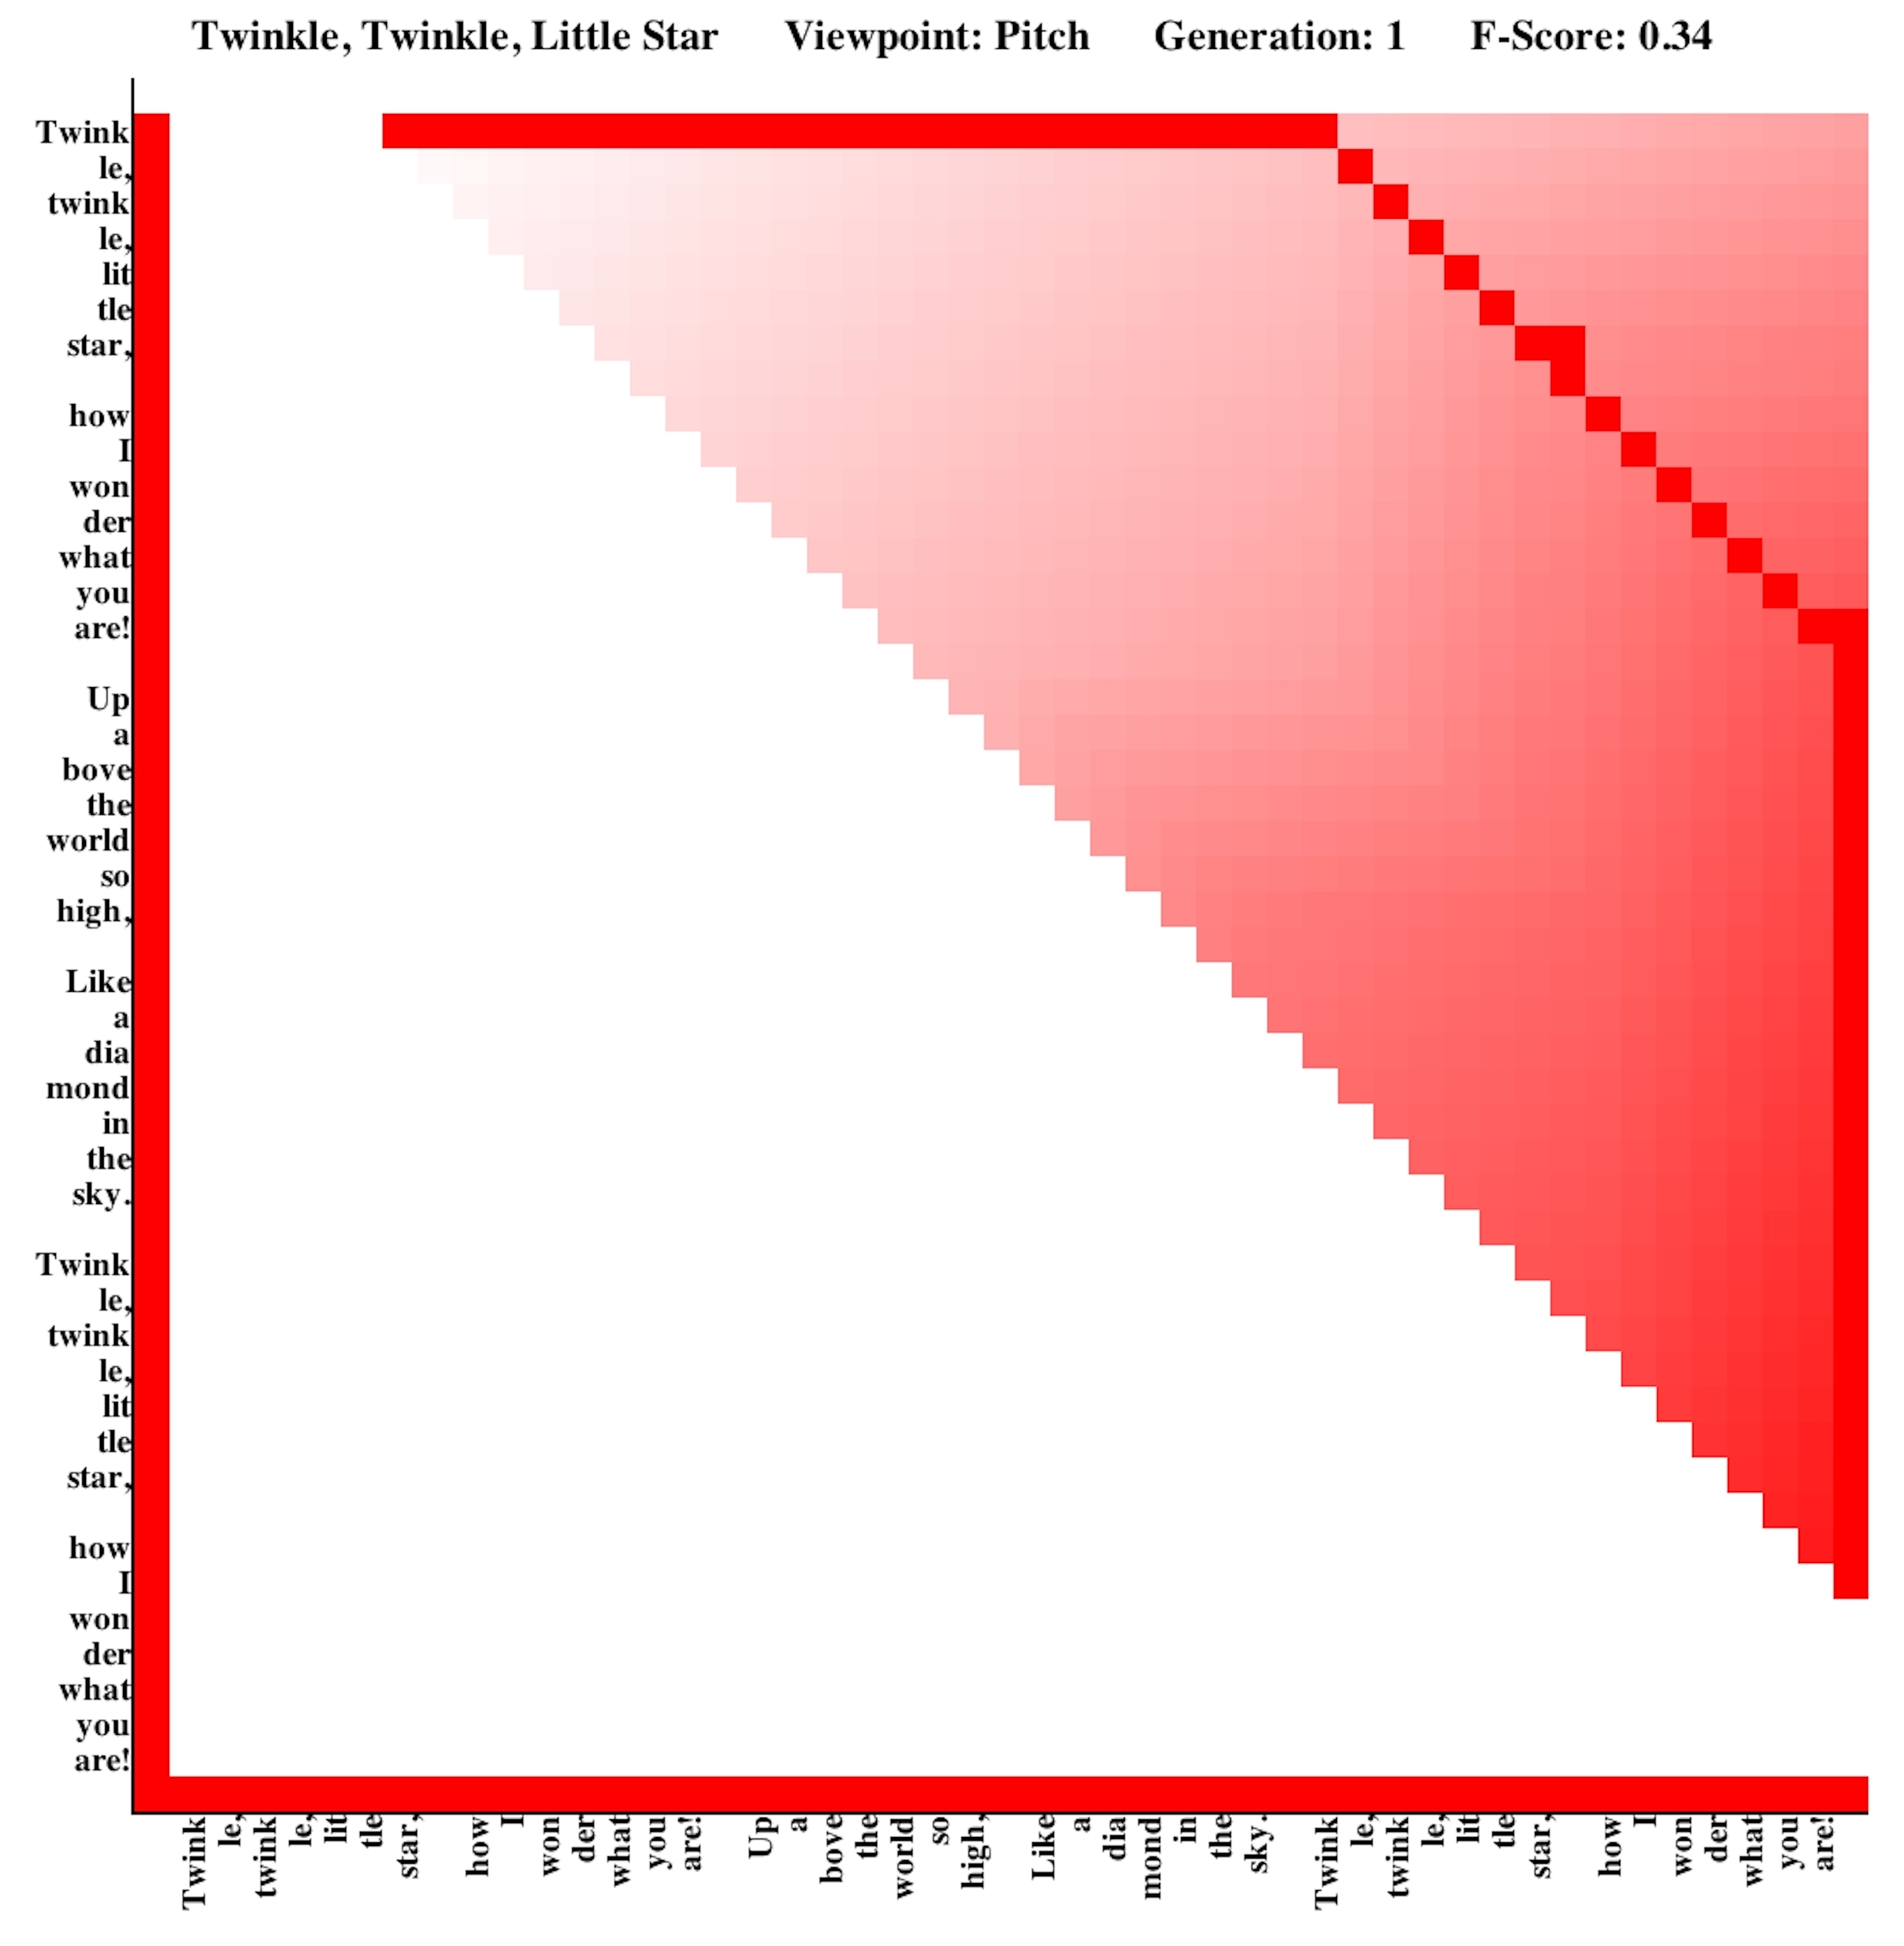 Twinkle, Twinkle, Little Star Viewpoint: Pitch Generation: 1 F-Score: 0.34
Twink
le,
twink
le,
lit
tle
star,
how
I
won
der
what
you
are!
Up
a
bove
the
world
so
high,
Like
a
dia
mond
in
the
sky.
Twink
le,
twink
le,
lit
tle
star,
how
I
won
der
what
you
are!
Twink
le,
twink
le,
lit
tle
star,
how
I
won
der
what
you
are!
Up
a
bove
the
world
so
high,
Like
a
dia
mond
in
the
sky.
Twink
le,
twink
le,
lit
tle
star,
how
I
won
der
what
you
are!